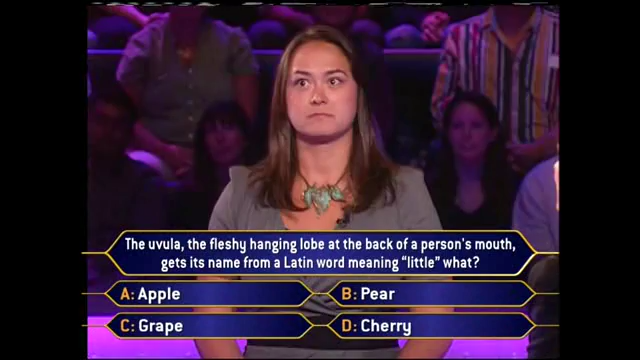 The uvula, the fleshy hanging lobe at the back of a person's mouth,
gets its name from a Latin word meaning "little" what?
A: Apple
B: Pear
C: Grape
D: Cherry